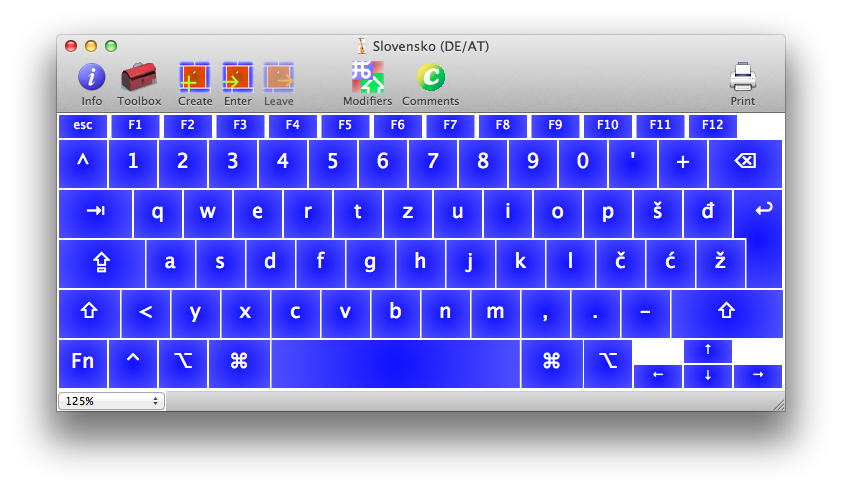 Slovensko (DE/AT)
Info Toolbox Create Enter Leave Modifiers Comments Print
esc F1 F2 F3 F4 F5 F6 F7 F8 F9 F10 F11 F12
^ 1 2 3 4 5 6 7 8 9 0 ' + ⌫
⇥ q w e r t z u i o p š đ ↩
⇪ a s d f g h j k l č ć ž
⇧ < y x c v b n m , . - ⇧
Fn ^ ⌥ ⌘ ⌘ ⌥ ↑
← ↓ →
125%